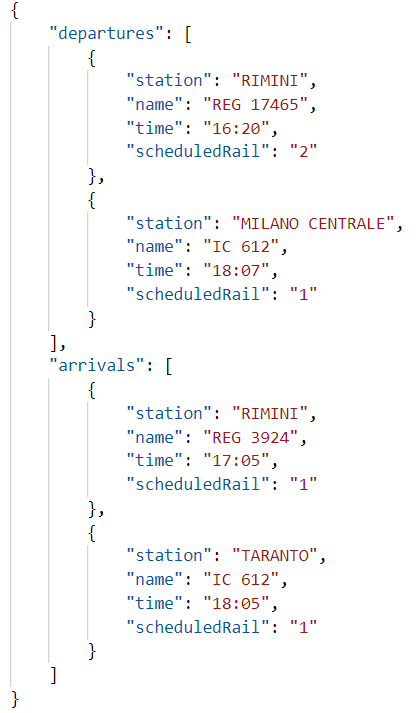 {
    "departures": [
        {
            "station": "RIMINI",
            "name": "REG 17465",
            "time": "16:20",
            "scheduledRail": "2"
        },
        {
            "station": "MILANO CENTRALE",
            "name": "IC 612",
            "time": "18:07",
            "scheduledRail": "1"
        }
    ],
    "arrivals": [
        {
            "station": "RIMINI",
            "name": "REG 3924",
            "time": "17:05",
            "scheduledRail": "1"
        },
        {
            "station": "TARANTO",
            "name": "IC 612",
            "time": "18:05",
            "scheduledRail": "1"
        }
    ]
}